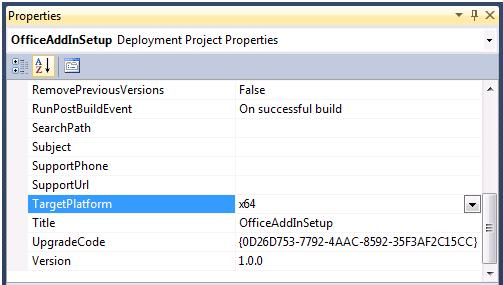 Properties
OfficeAddInSetup Deployment Project Properties
RemovePreviousVersions False
RunPostBuildEvent On successful build
SearchPath
Subject
SupportPhone
SupportUrl
TargetPlatform x64
Title OfficeAddInSetup
UpgradeCode {0D26D753-7792-4AAC-8592-35F3AF2C15CC}
Version 1.0.0